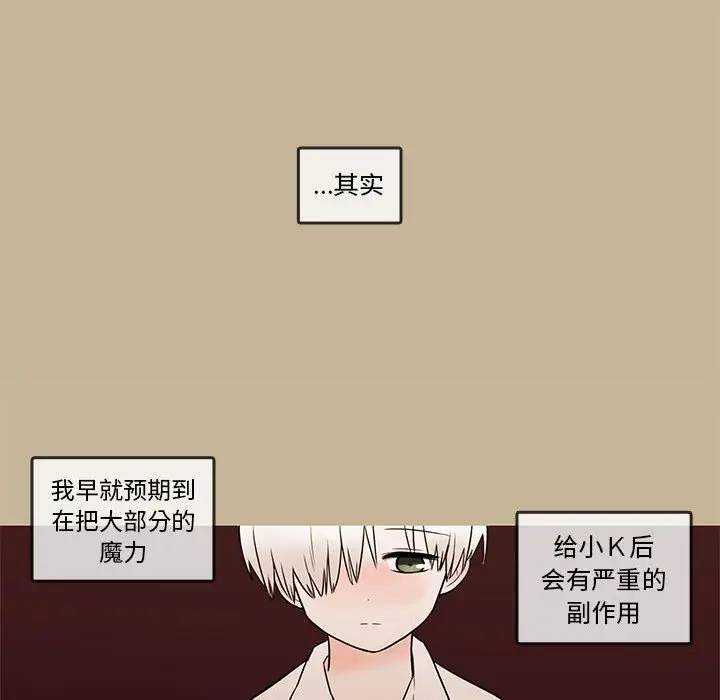 …其实
我早就预期到
在把大部分的
魔力
给小K后
会有严重的
副作用